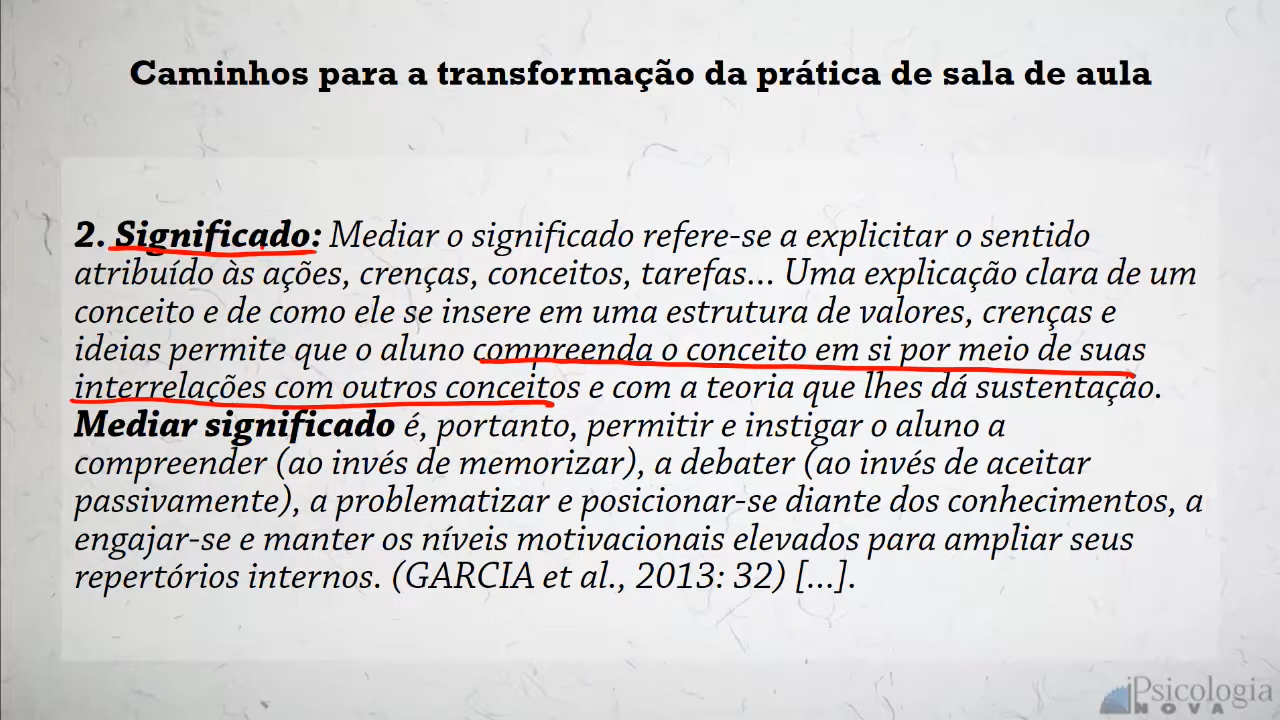 Caminhos para a transformação da prática de sala de aula
2. Significado: Mediar o significado refere-se a explicitar o sentido
atribuído às ações, crenças, conceitos, tarefas... Uma explicação clara de um
conceito e de como ele se insere em uma estrutura de valores, crenças e
ideias permite que o aluno compreenda o conceito em si por meio de suas
interrelações com outros conceitos e com a teoria que lhes dá sustentação.
Mediar significado é, portanto, permitir e instigar o aluno a
compreender (ao invés de memorizar), a debater (ao invés de aceitar
passivamente), a problematizar e posicionar-se diante dos conhecimentos, a
engajar-se e manter os níveis motivacionais elevados para ampliar seus
repertórios internos. (GARCIA et al., 2013: 32) [...].
Psicologia
NOVA